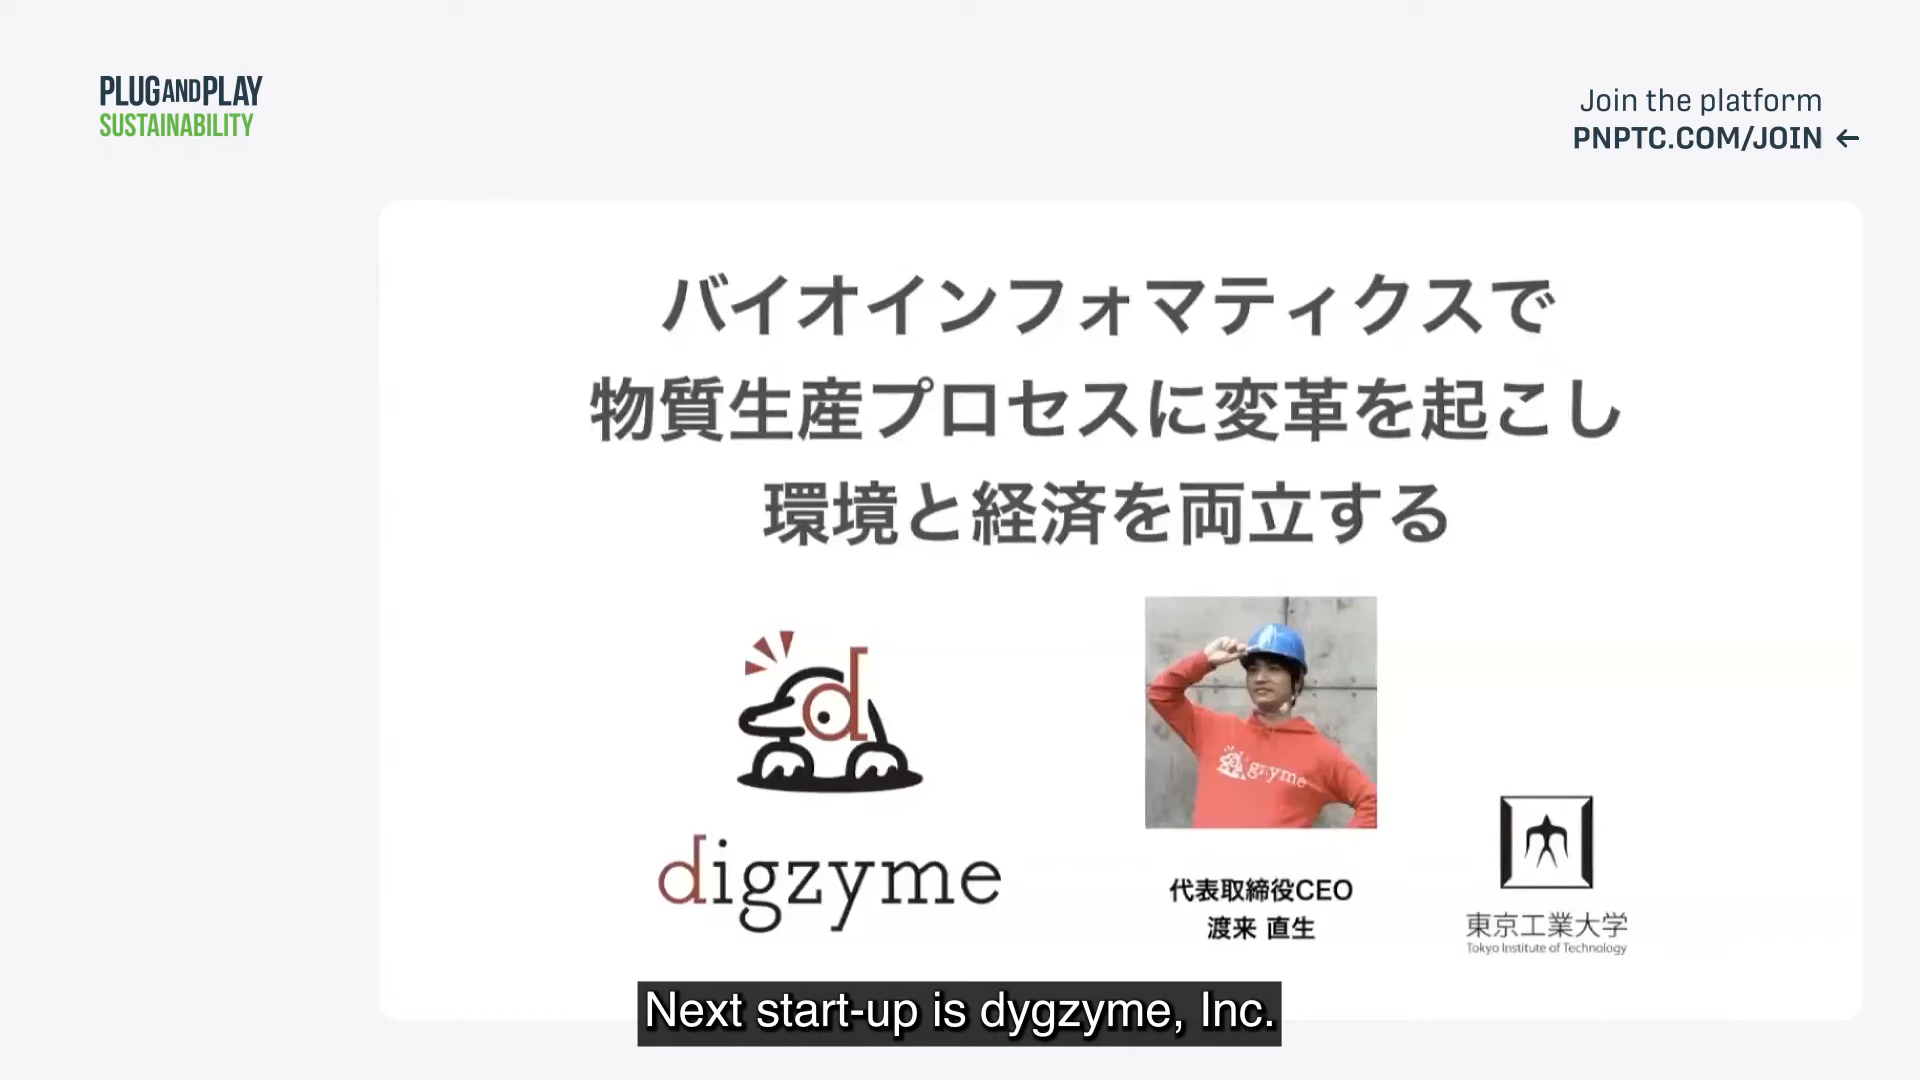 PLUGANDPLAY
SUSTAINABILITY
Join the platform
PNPTC.COM/JOIN ←
バイオインフォマティクスで
物質生産プロセスに変革を起こし
環境と経済を両立する
digzyme
digzyme
代表取締役CEO
渡来 直生
東京工業大学
Tokyo Institute of Technology
Next start-up is dygzyme, Inc.